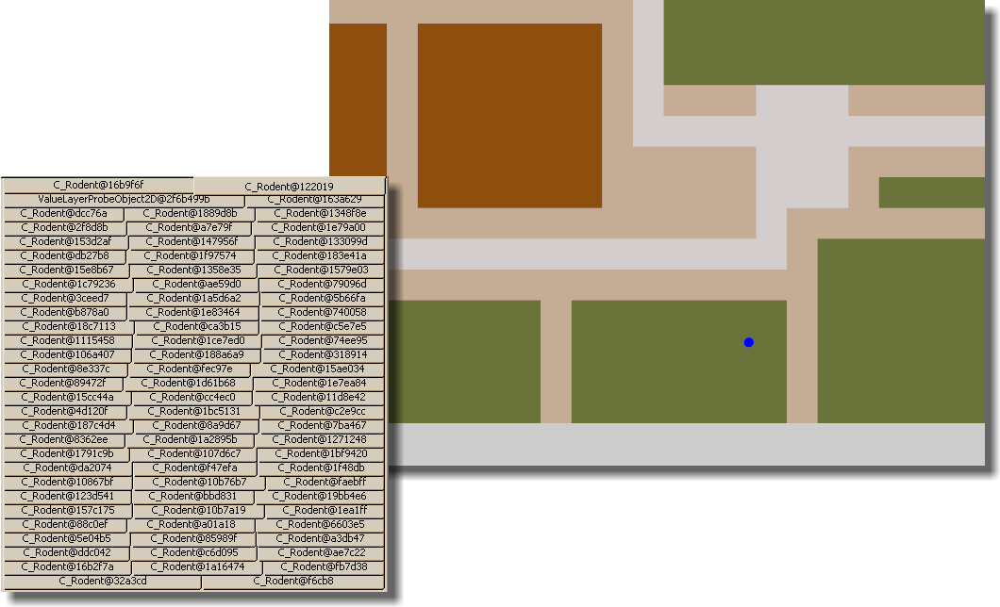 C_Rodent@16b9f6f C_Rodent@122019
ValueLayerProbeObject2D@2f6b499b C_Rodent@163a629
C_Rodent@dcc76a C_Rodent@1889d8b C_Rodent@1348f8e
C_Rodent@2f8d8b C_Rodent@a7e79f C_Rodent@1e79a00
C_Rodent@153d2af C_Rodent@147956f C_Rodent@133099d
C_Rodent@db27b8 C_Rodent@1f97574 C_Rodent@183e41a
C_Rodent@15e8b67 C_Rodent@1358e35 C_Rodent@1579e03
C_Rodent@1c79236 C_Rodent@ae59d0 C_Rodent@79096d
C_Rodent@3ceed7 C_Rodent@1a5d6a2 C_Rodent@5b66fa
C_Rodent@b878a0 C_Rodent@1e83464 C_Rodent@740058
C_Rodent@18c7113 C_Rodent@ca3b15 C_Rodent@c5e7e5
C_Rodent@1115458 C_Rodent@1ce7ed0 C_Rodent@74ee95
C_Rodent@106a407 C_Rodent@188a6a9 C_Rodent@318914
C_Rodent@8e337c C_Rodent@fec97e C_Rodent@15ae034
C_Rodent@89472f C_Rodent@1d61b68 C_Rodent@1e7ea84
C_Rodent@15cc44a C_Rodent@cc4ec0 C_Rodent@11d8e42
C_Rodent@4d120f C_Rodent@1bc5131 C_Rodent@c2e9cc
C_Rodent@187c4d4 C_Rodent@8a9d67 C_Rodent@7ba467
C_Rodent@8362ee C_Rodent@1a2895b C_Rodent@1271248
C_Rodent@1791c9b C_Rodent@107d6c7 C_Rodent@1bf9420
C_Rodent@da2074 C_Rodent@f47efa C_Rodent@1f48db
C_Rodent@10867bf C_Rodent@10b76b7 C_Rodent@faebff
C_Rodent@123d541 C_Rodent@bbd831 C_Rodent@19bb4e6
C_Rodent@157c175 C_Rodent@10b7a19 C_Rodent@1ea1ff
C_Rodent@88c0ef C_Rodent@a01a18 C_Rodent@6603e5
C_Rodent@5e04b5 C_Rodent@85989f C_Rodent@a3db47
C_Rodent@ddc042 C_Rodent@c6d095 C_Rodent@ae7c22
C_Rodent@16b2f7a C_Rodent@1a16474 C_Rodent@fb7d38
C_Rodent@32a3cd C_Rodent@f6cb8